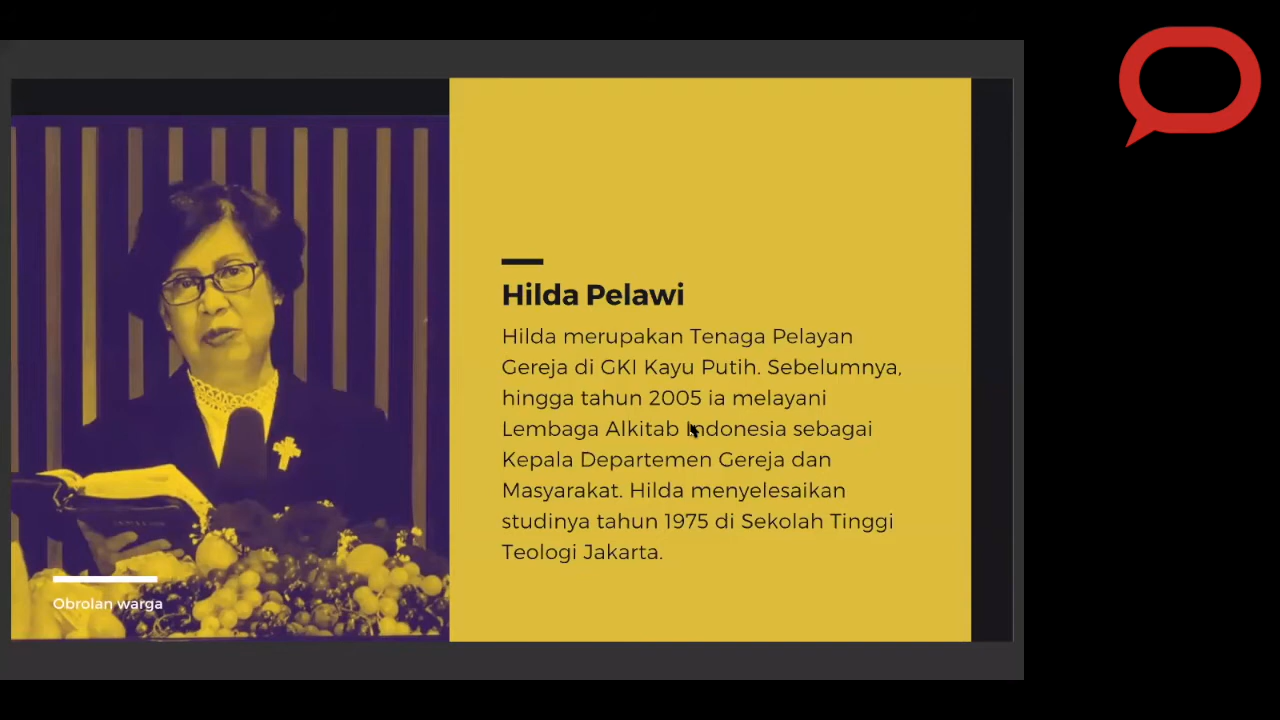 Hilda Pelawi
Hilda merupakan Tenaga Pelayan
Gereja di GKI Kayu Putih. Sebelumnya,
hingga tahun 2005 ia melayani
Lembaga Alkitab Indonesia sebagai
Kepala Departemen Gereja dan
Masyarakat. Hilda menyelesaikan
studinya tahun 1975 di Sekolah Tinggi
Teologi Jakarta.
Obrolan warga